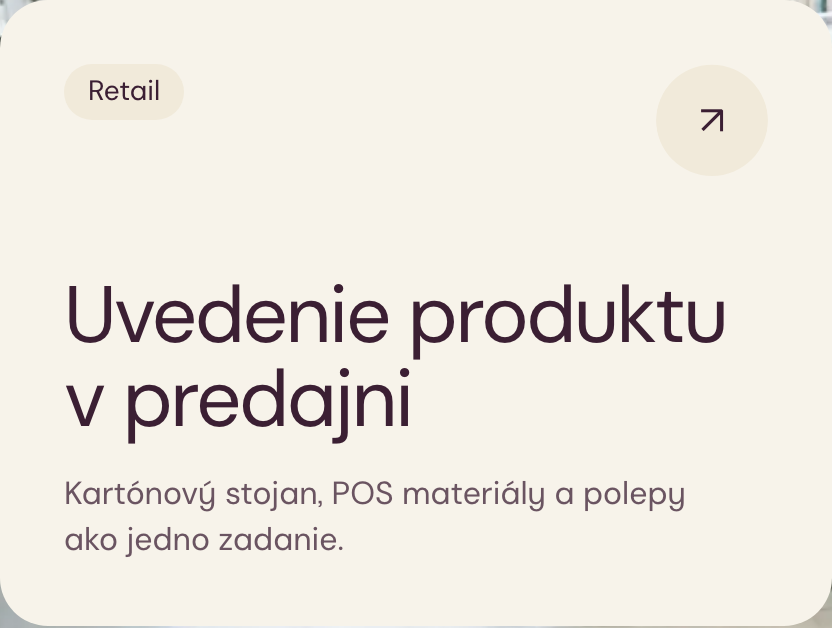 Retail
Uvedenie produktu
v predajni
Kartónový stojan, POS materiály a polepy
ako jedno zadanie.